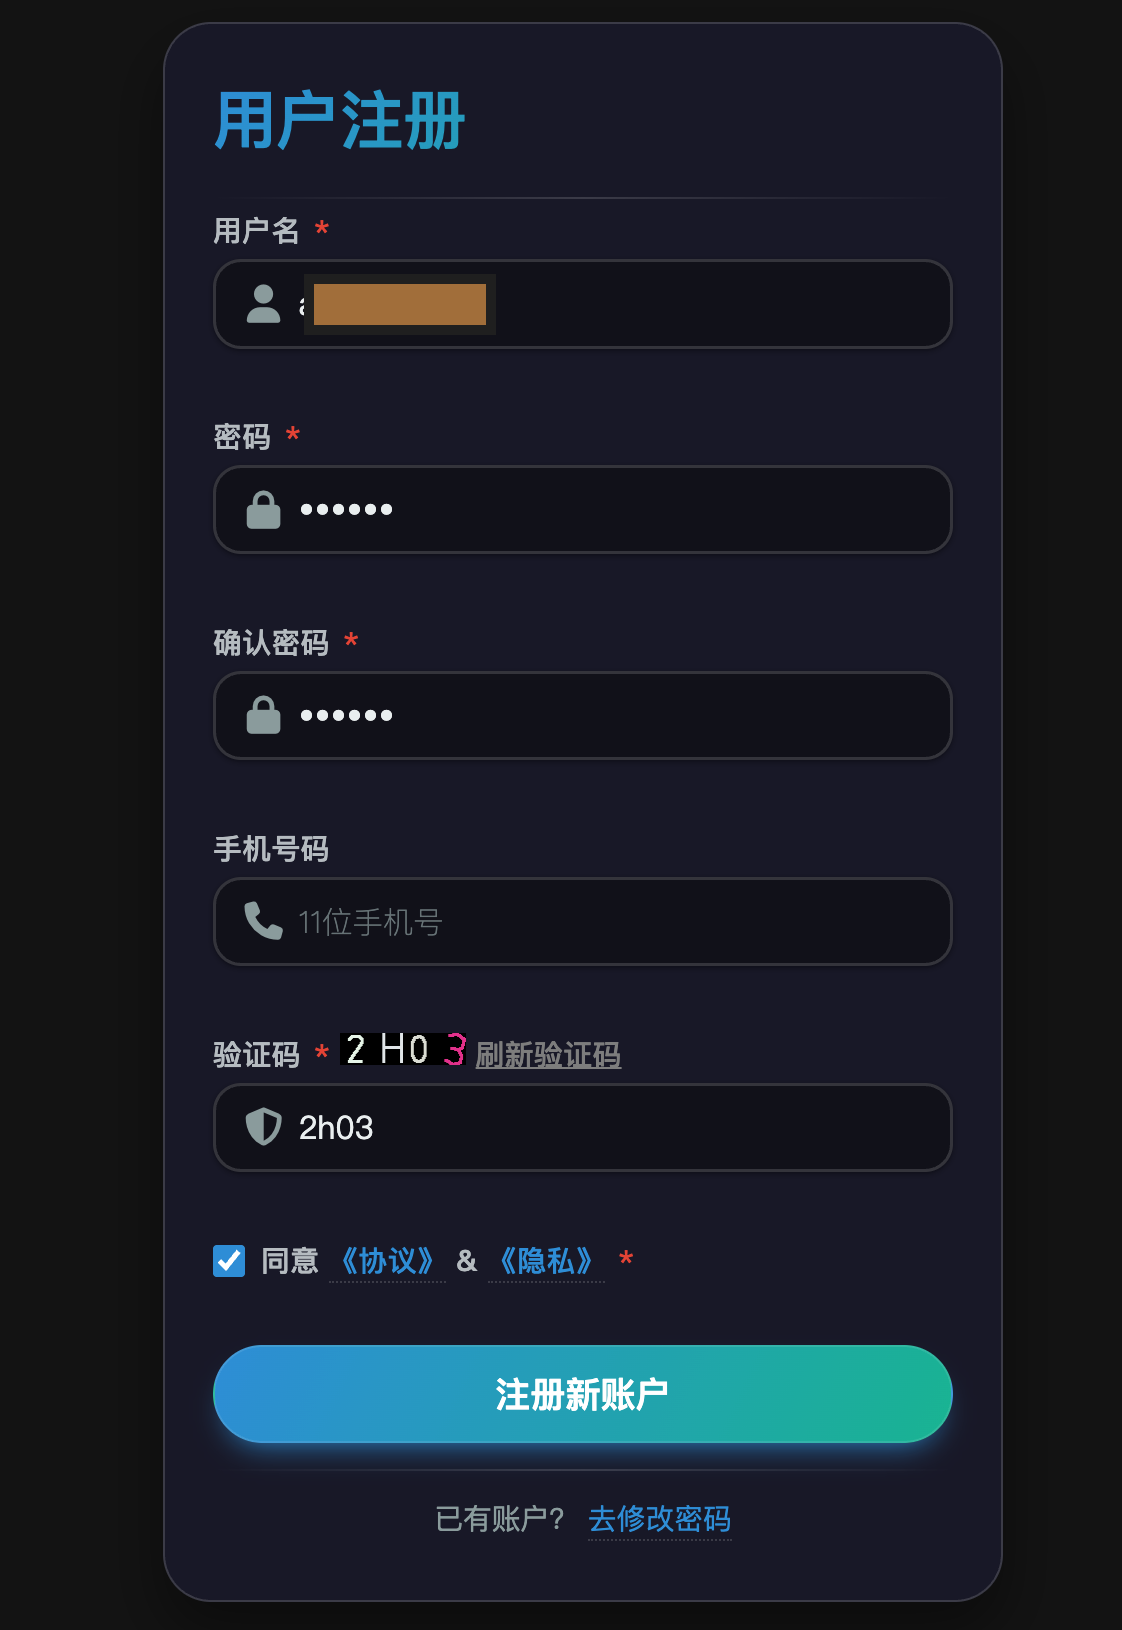 用户注册
用户名 *
密码 *
••••••
确认密码 *
••••••
手机号码
11位手机号
验证码 * 2 H0 3 刷新验证码
2h03
同意 《协议》 & 《隐私》 *
注册新账户
已有账户? 去修改密码